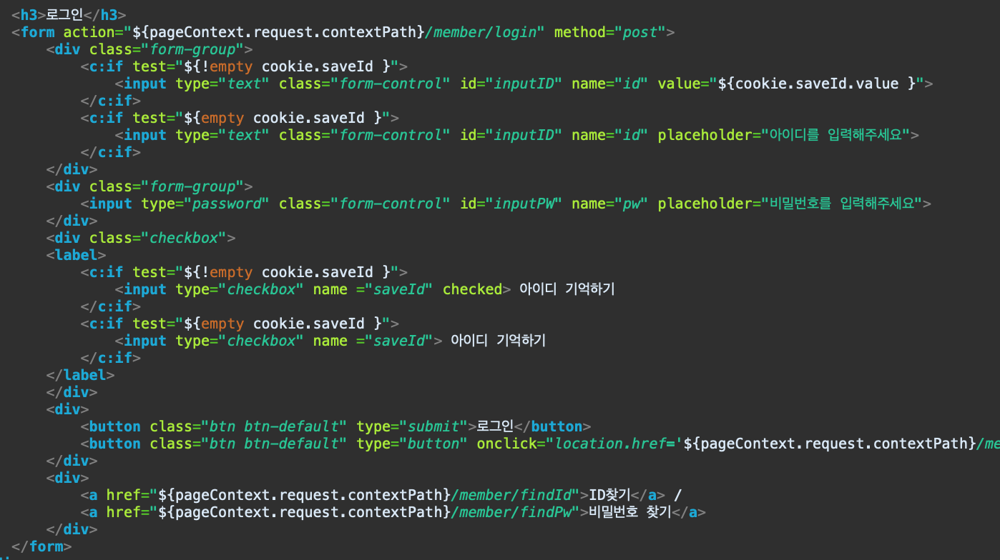 <h3>로그인</h3>
<form action="${pageContext.request.contextPath}/member/login" method="post">
<div class="form-group">
<c:if test="${!empty cookie.saveId }">
<input type="text" class="form-control" id="inputID" name="id" value="${cookie.saveId.value }">
</c:if>
<c:if test="${empty cookie.saveId }">
<input type="text" class="form-control" id="inputID" name="id" placeholder="아이디를 입력해주세요">
</c:if>
</div>
<div class="form-group">
<input type="password" class="form-control" id="inputPW" name="pw" placeholder="비밀번호를 입력해주세요">
</div>
<div class="checkbox">
<label>
<c:if test="${!empty cookie.saveId }">
<input type="checkbox" name ="saveId" checked> 아이디 기억하기
</c:if>
<c:if test="${empty cookie.saveId }">
<input type="checkbox" name ="saveId"> 아이디 기억하기
</c:if>
</label>
</div>
<div>
<button class="btn btn-default" type="submit">로그인</button>
<button class="btn btn-default" type="button" onclick="location.href='${pageContext.request.contextPath}/me
</div>
<div>
<a href="${pageContext.request.contextPath}/member/findId">ID찾기</a> /
<a href="${pageContext.request.contextPath}/member/findPw">비밀번호 찾기</a>
</div>
</form>